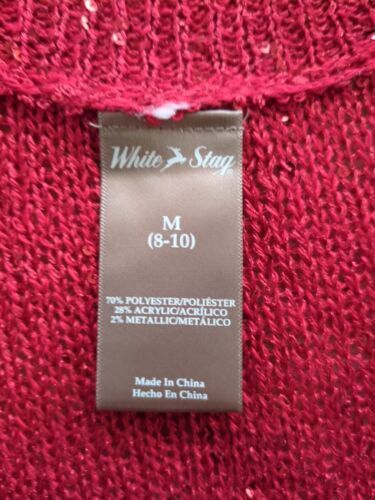 White Stag
M
(8-10)
70% POLYESTER/POLIÉSTER
28% ACRYLIC/ACRÍLICO
2% METALLIC/METÁLICO
Made In China
Hecho En China